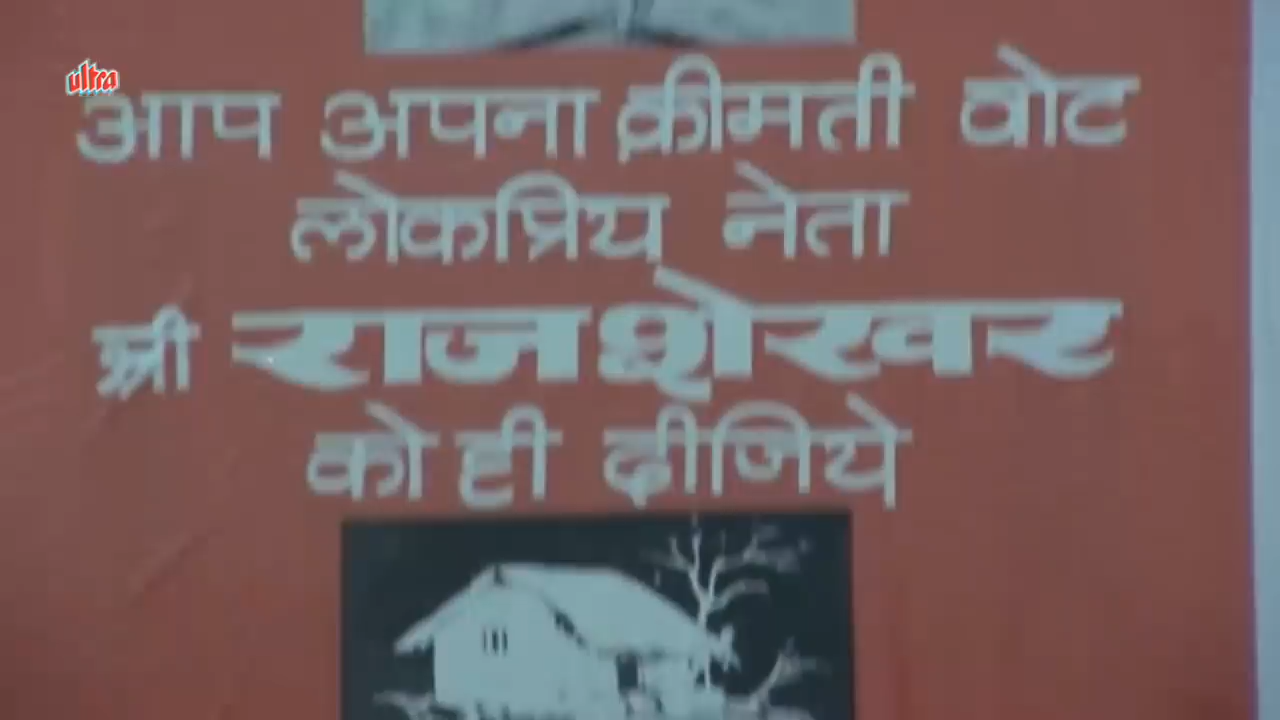 ultra
आप अपना क़ीमती वोट
लोकप्रिय नेता
श्री राजशेखर
को ही दीजिये